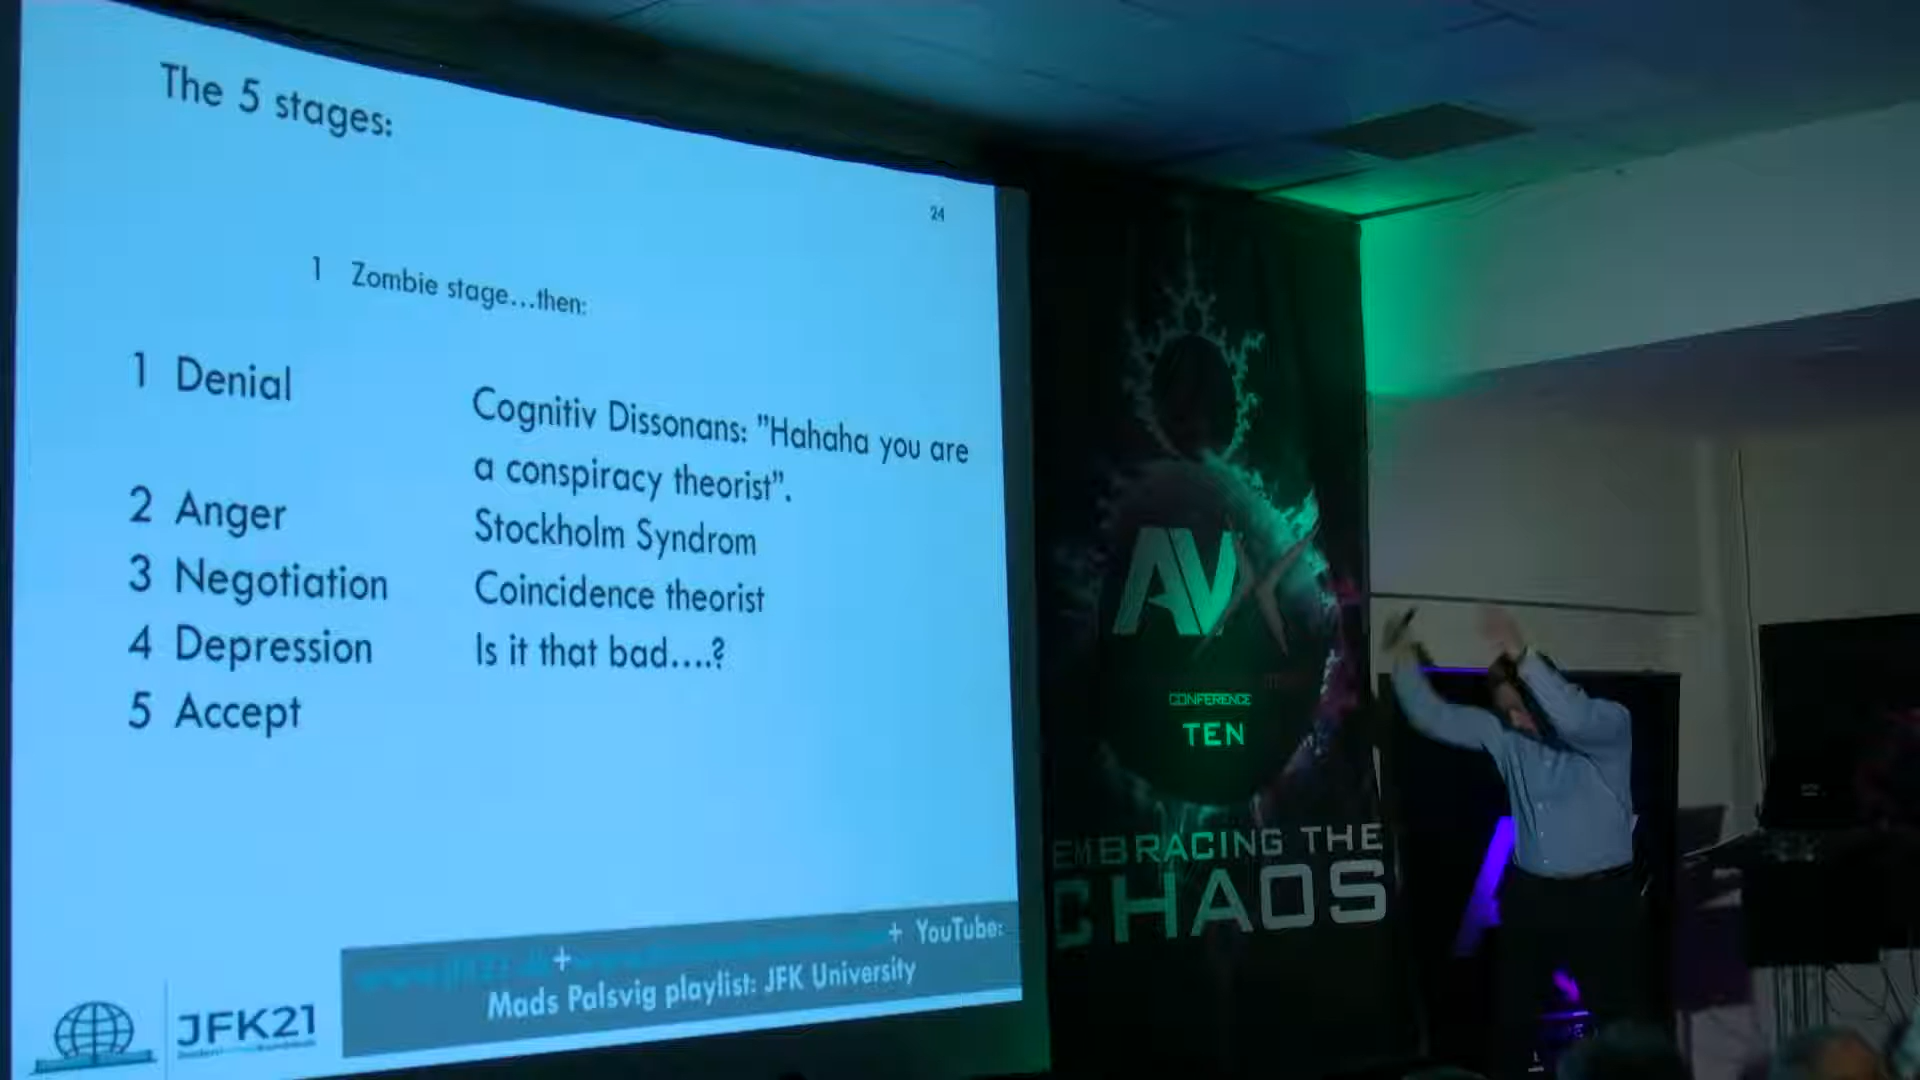 The 5 stages:
24
1 Zombie stage...then:
1 Denial
Cognitiv Dissonans: "Hahaha you are
a conspiracy theorist".
2 Anger
Stockholm Syndrom
3 Negotiation
Coincidence theorist
4 Depression
Is it that bad....?
5 Accept
+ + YouTube:
Mads Palsvig playlist: JFK University
JFK21
AVX
CONFERENCE
TEN
EMBRACING THE
CHAOS